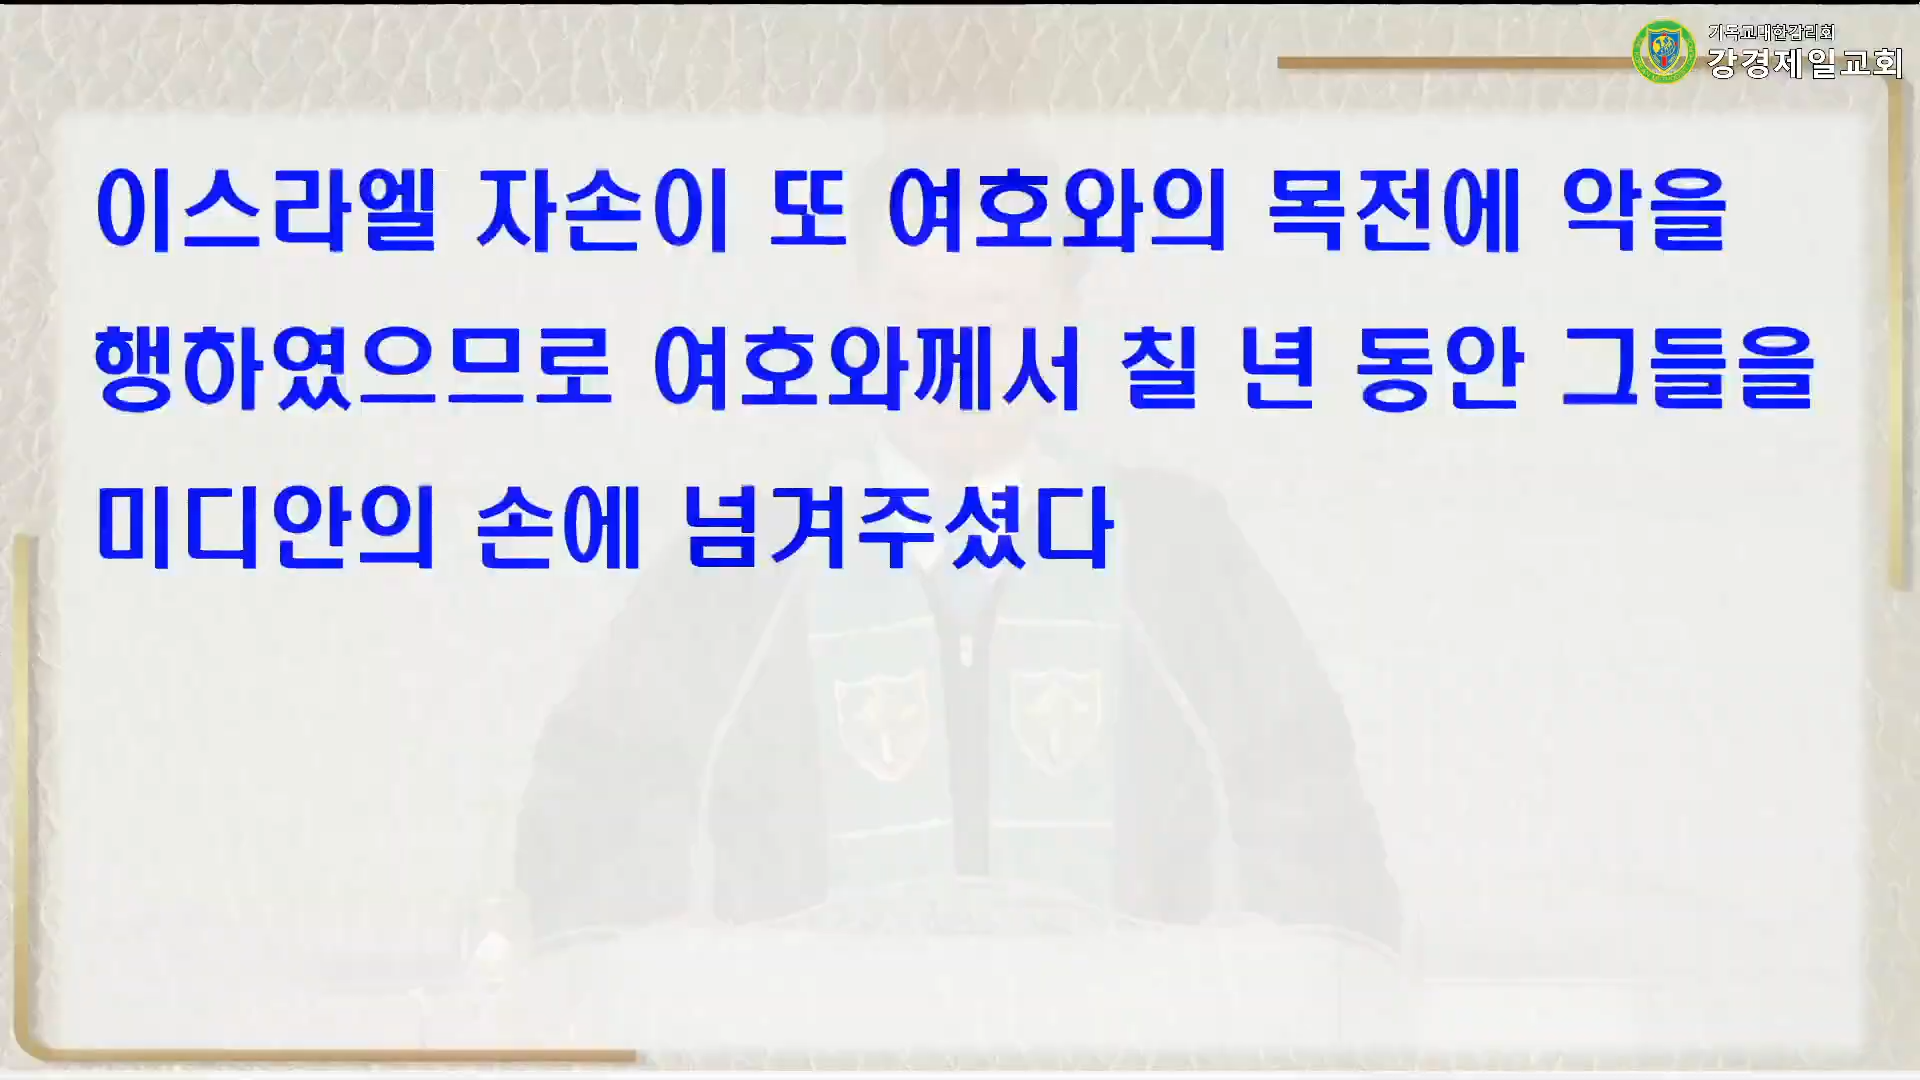 기독교대한감리회
강경제일교회
이스라엘 자손이 또 여호와의 목전에 악을
행하였으므로 여호와께서 칠 년 동안 그들을
미디안의 손에 넘겨주셨다